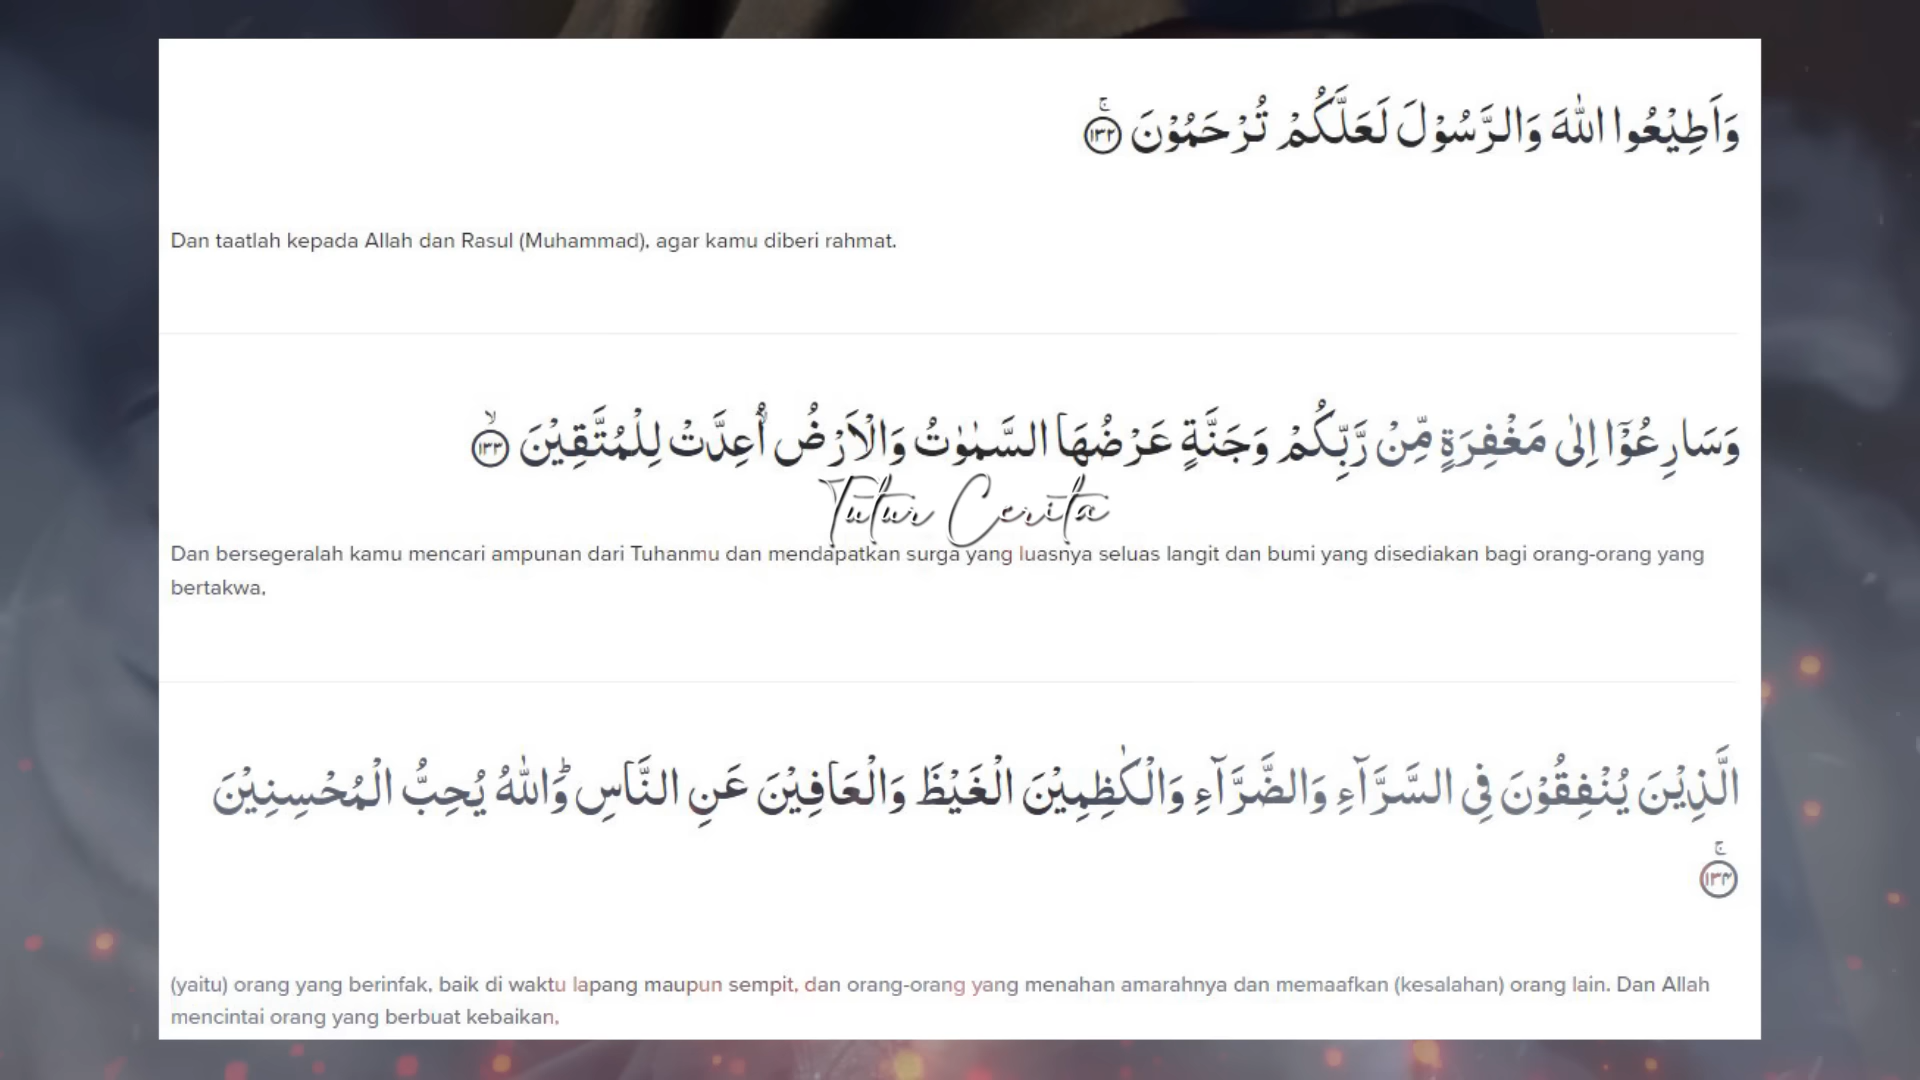 وَاَطِيْعُوا اللّٰهَ وَالرَّسُوْلَ لَعَلَّكُمْ تُرْحَمُوْنَۚ ١٣٢
Dan taatlah kepada Allah dan Rasul (Muhammad), agar kamu diberi rahmat.
وَسَارِعُوْٓا اِلٰى مَغْفِرَةٍ مِّنْ رَّبِّكُمْ وَجَنَّةٍ عَرْضُهَا السَّمٰوٰتُ وَالْاَرْضُۙ اُعِدَّتْ لِلْمُتَّقِيْنَۙ ١٣٣
Tutur Cerita
Dan bersegeralah kamu mencari ampunan dari Tuhanmu dan mendapatkan surga yang luasnya seluas langit dan bumi yang disediakan bagi orang-orang yang
bertakwa,
الَّذِيْنَ يُنْفِقُوْنَ فِى السَّرَّاۤءِ وَالضَّرَّاۤءِ وَالْكٰظِمِيْنَ الْغَيْظَ وَالْعَافِيْنَ عَنِ النَّاسِۗ وَاللّٰهُ يُحِبُّ الْمُحْسِنِيْنَ
ۚ ١٣٤
(yaitu) orang yang berinfak, baik di waktu lapang maupun sempit, dan orang-orang yang menahan amarahnya dan memaafkan (kesalahan) orang lain. Dan Allah
mencintai orang yang berbuat kebaikan,